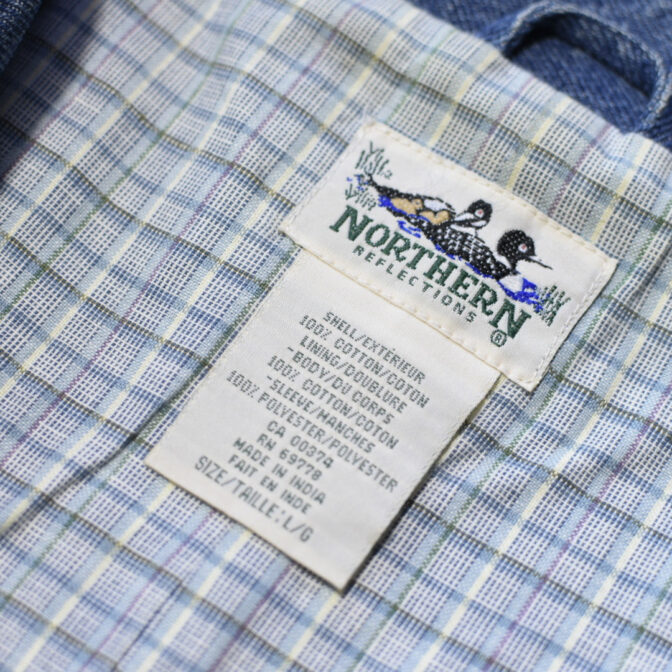 NORTHERN
REFLECTIONS
®
SHELL/EXTÉRIEUR
100% COTTON/COTON
LINING/DOUBLURE
-BODY/DU CORPS
100% COTTON/COTON
-SLEEVE/MANCHES
100% POLYESTER/POLYESTER
CA 00374
RN 69778
MADE IN INDIA
FAIT EN INDE
SIZE/TAILLE:L/G